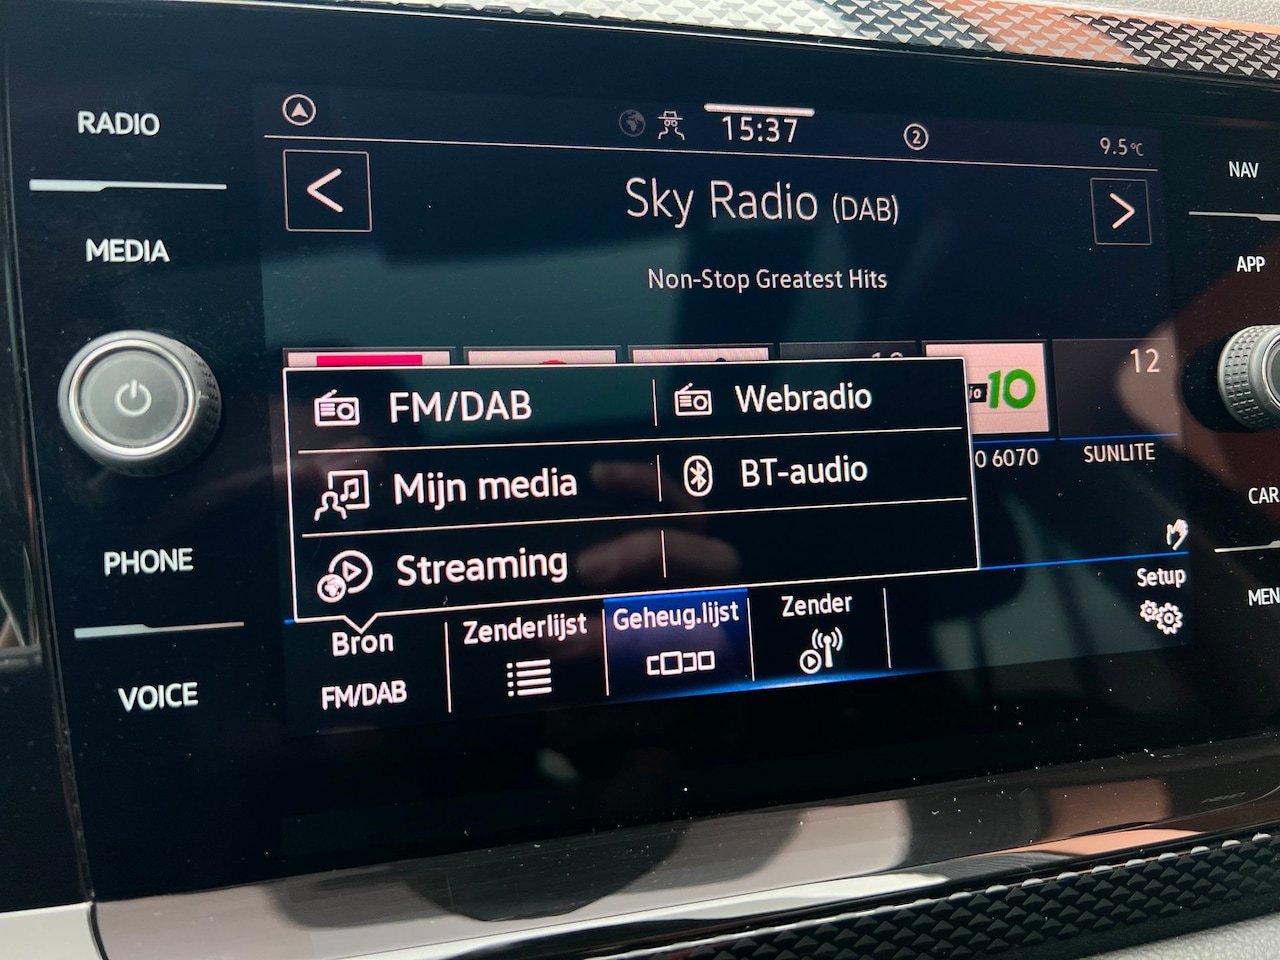 RADIO
MEDIA
PHONE
VOICE
15:37
2
9.5°C
Sky Radio (DAB)
Non-Stop Greatest Hits
FM/DAB
Webradio
Mijn media
BT-audio
Streaming
10
12
0 6070
SUNLITE
Bron
FM/DAB
Zenderlijst
Geheug.lijst
Zender
Setup
NAV
APP
CAR
MEN